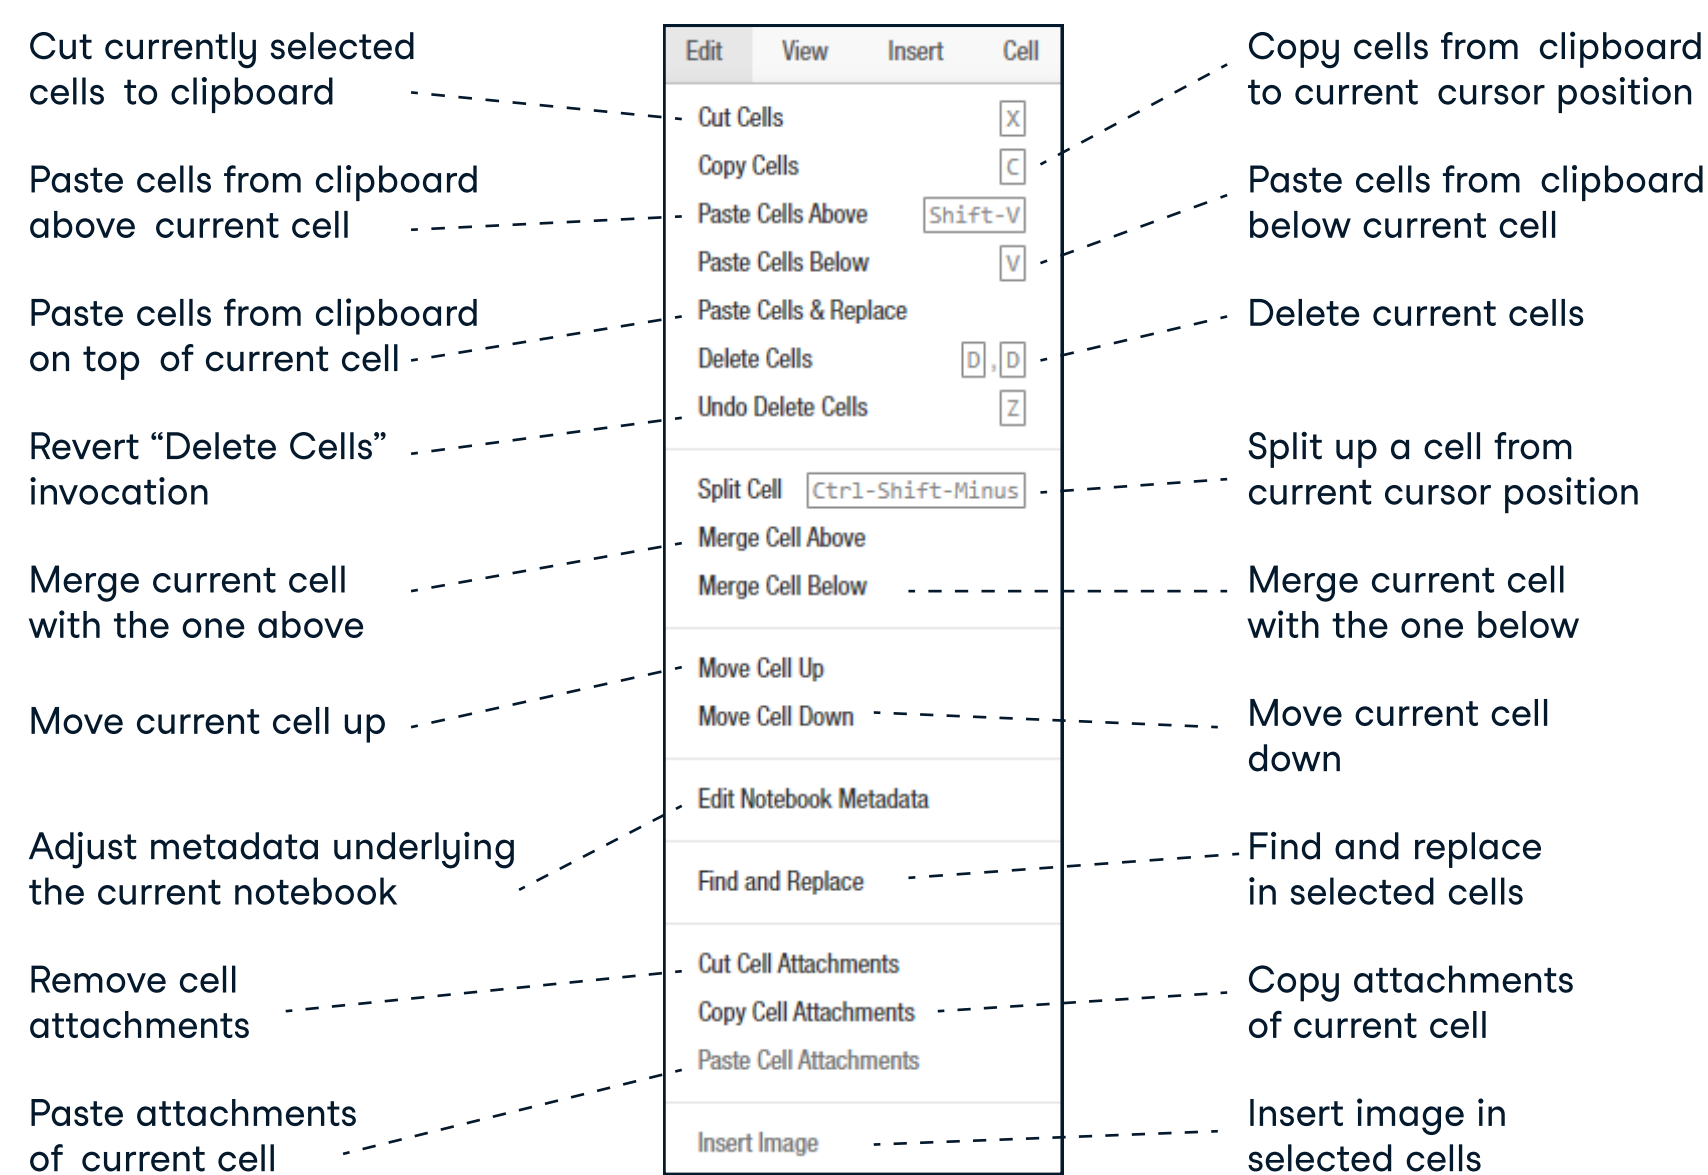 Cut currently selected
cells to clipboard
Paste cells from clipboard
above current cell
Paste cells from clipboard
on top of current cell
Revert “Delete Cells”
invocation
Merge current cell
with the one above
Move current cell up
Adjust metadata underlying
the current notebook
Remove cell
attachments
Paste attachments
of current cell
Edit View Insert Cell
Cut Cells X
Copy Cells C
Paste Cells Above Shift-V
Paste Cells Below V
Paste Cells & Replace
Delete Cells D,D
Undo Delete Cells Z
Split Cell Ctrl-Shift-Minus
Merge Cell Above
Merge Cell Below
Move Cell Up
Move Cell Down
Edit Notebook Metadata
Find and Replace
Cut Cell Attachments
Copy Cell Attachments
Paste Cell Attachments
Insert Image
Copy cells from clipboard
to current cursor position
Paste cells from clipboard
below current cell
Delete current cells
Split up a cell from
current cursor position
Merge current cell
with the one below
Move current cell
down
Find and replace
in selected cells
Copy attachments
of current cell
Insert image in
selected cells